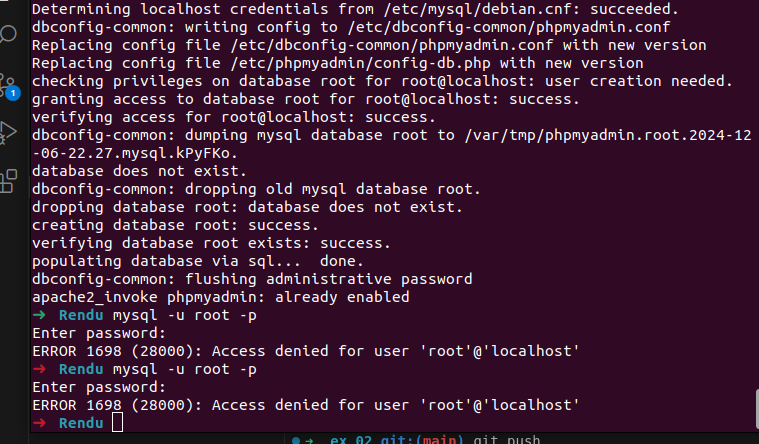 Determining localhost credentials from /etc/mysql/debian.cnf: succeeded.
dbconfig-common: writing config to /etc/dbconfig-common/phpmyadmin.conf
Replacing config file /etc/dbconfig-common/phpmyadmin.conf with new version
Replacing config file /etc/phpmyadmin/config-db.php with new version
checking privileges on database root for root@localhost: user creation needed.
granting access to database root for root@localhost: success.
verifying access for root@localhost: success.
dbconfig-common: dumping mysql database root to /var/tmp/phpmyadmin.root.2024-12
-06-22.27.mysql.kPyFKo.
database does not exist.
dbconfig-common: dropping old mysql database root.
dropping database root: database does not exist.
creating database root: success.
verifying database root exists: success.
populating database via sql...  done.
dbconfig-common: flushing administrative password
apache2_invoke phpmyadmin: already enabled
➜  Rendu mysql -u root -p
Enter password:
ERROR 1698 (28000): Access denied for user 'root'@'localhost'
➜  Rendu mysql -u root -p
Enter password:
ERROR 1698 (28000): Access denied for user 'root'@'localhost'
➜  Rendu
1
➜  ex_02 git:(main) git push